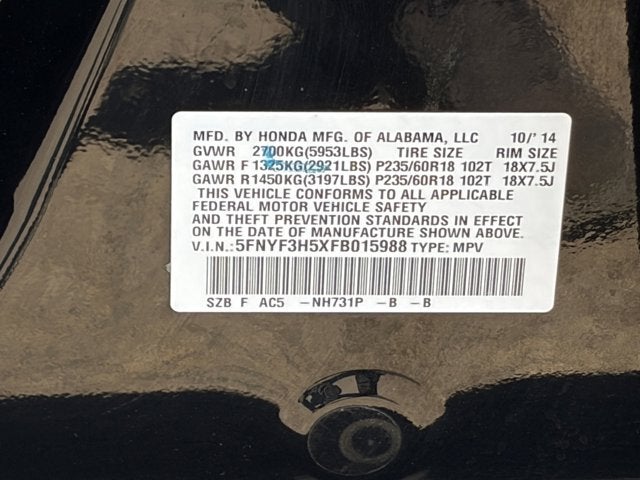 MFD. BY HONDA MFG. OF ALABAMA, LLC 10/'14
GVWR 2700KG(5953LBS) TIRE SIZE RIM SIZE
GAWR F 1325KG(2921LBS) P235/60R18 102T 18X7.5J
GAWR R1450KG(3197LBS) P235/60R18 102T 18X7.5J
THIS VEHICLE CONFORMS TO ALL APPLICABLE
FEDERAL MOTOR VEHICLE SAFETY
AND THEFT PREVENTION STANDARDS IN EFFECT
ON THE DATE OF MANUFACTURE SHOWN ABOVE.
V.I.N.: 5FNYF3H5XFB015988 TYPE: MPV
SZB F AC5 –NH731P –B –B